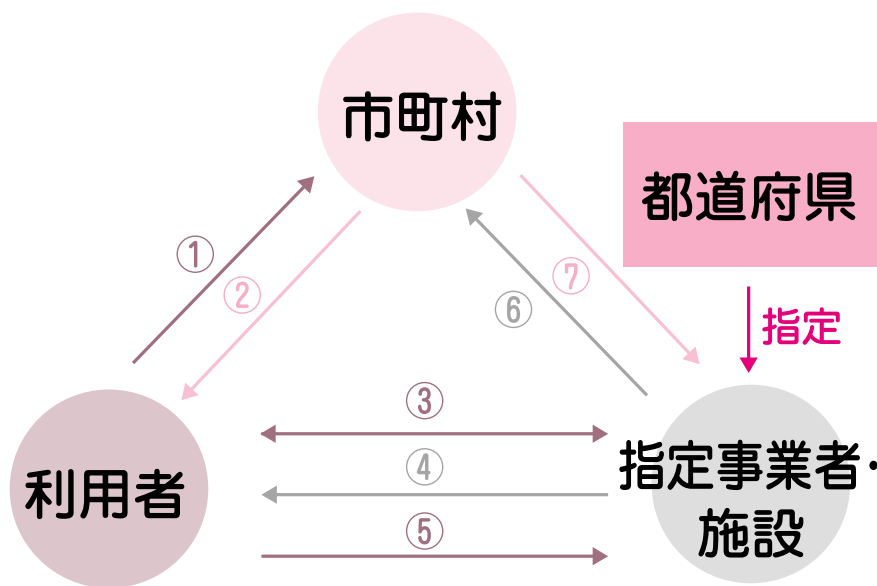 市町村
都道府県
①
②
⑥
⑦
指定
③
利用者
④
指定事業者・
施設
⑤